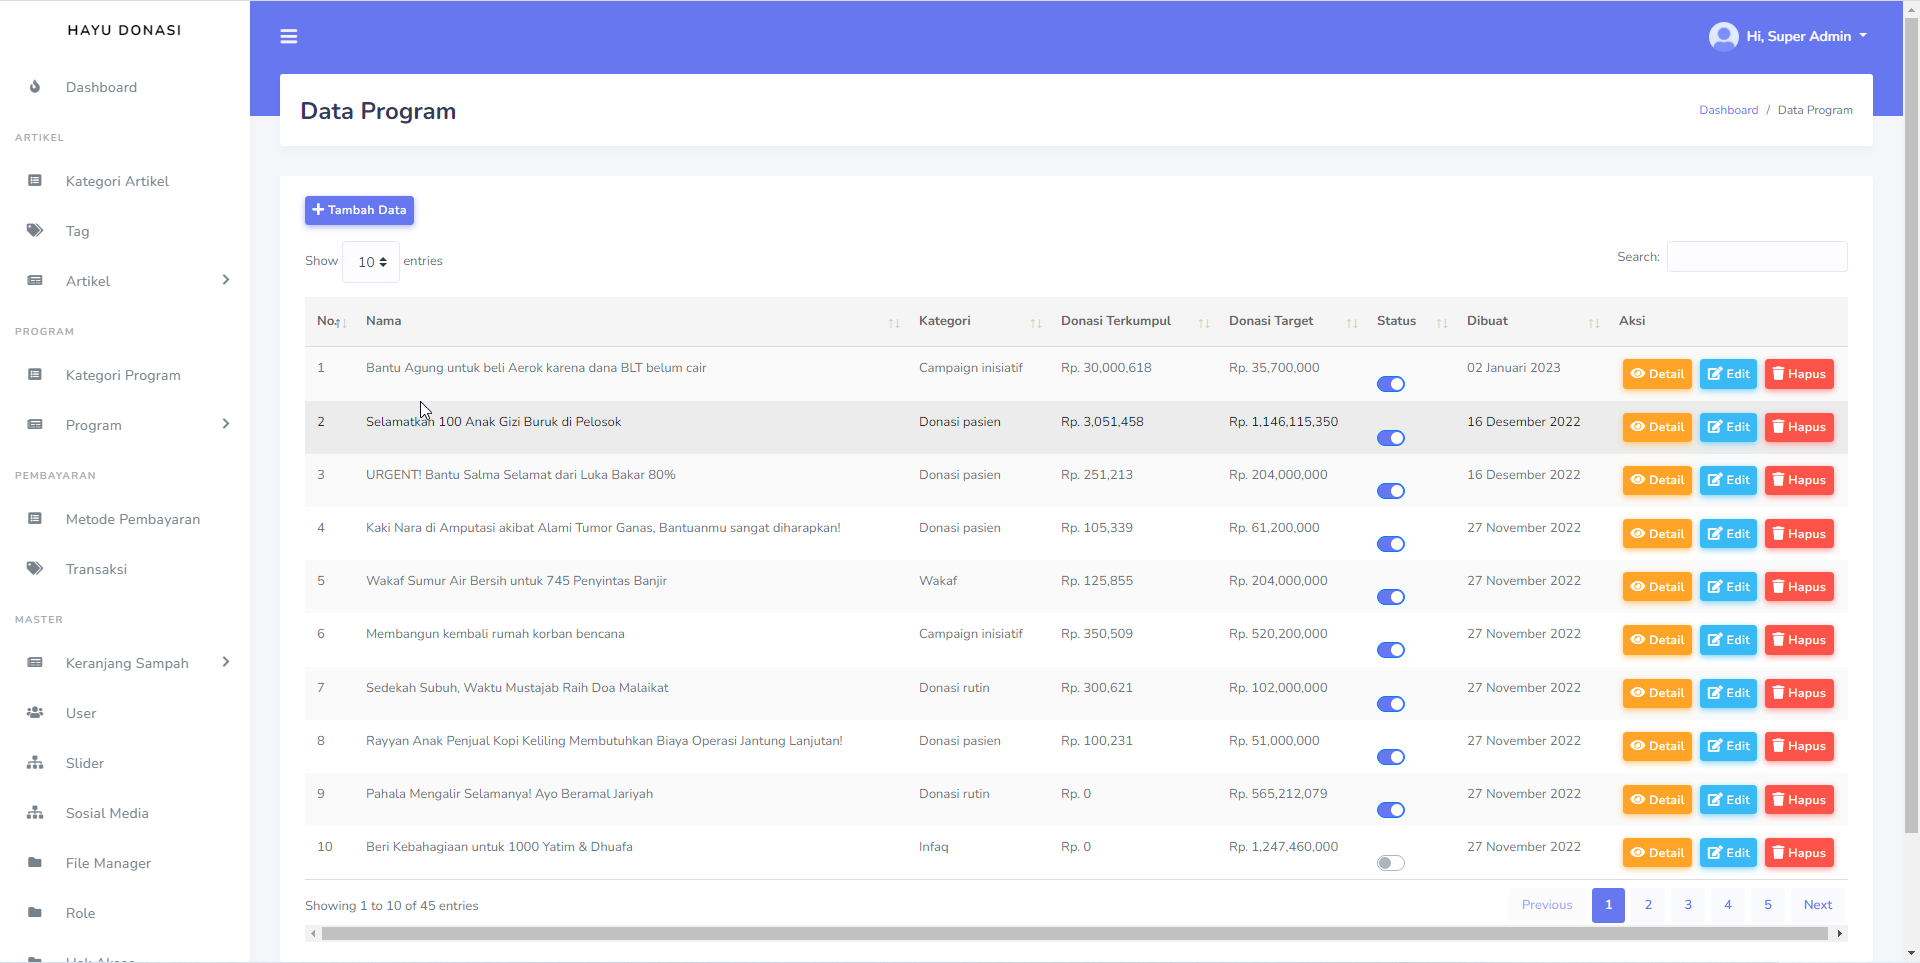 HAYU DONASI
Hi, Super Admin
Dashboard
ARTIKEL
Kategori Artikel
Tag
Artikel
PROGRAM
Kategori Program
Program
PEMBAYARAN
Metode Pembayaran
Transaksi
MASTER
Keranjang Sampah
User
Slider
Sosial Media
File Manager
Role
Data Program
Dashboard / Data Program
Tambah Data
Show 10 entries
Search:
No. Nama Kategori Donasi Terkumpul Donasi Target Status Dibuat Aksi
1 Bantu Agung untuk beli Aerok karena dana BLT belum cair Campaign inisiatif Rp. 30,000,618 Rp. 35,700,000 02 Januari 2023 Detail Edit Hapus
2 Selamatkan 100 Anak Gizi Buruk di Pelosok Donasi pasien Rp. 3,051,458 Rp. 1,146,115,350 16 Desember 2022 Detail Edit Hapus
3 URGENT! Bantu Salma Selamat dari Luka Bakar 80% Donasi pasien Rp. 251,213 Rp. 204,000,000 16 Desember 2022 Detail Edit Hapus
4 Kaki Nara di Amputasi akibat Alami Tumor Ganas, Bantuanmu sangat diharapkan! Donasi pasien Rp. 105,339 Rp. 61,200,000 27 November 2022 Detail Edit Hapus
5 Wakaf Sumur Air Bersih untuk 745 Penyintas Banjir Wakaf Rp. 125,855 Rp. 204,000,000 27 November 2022 Detail Edit Hapus
6 Membangun kembali rumah korban bencana Campaign inisiatif Rp. 350,509 Rp. 520,200,000 27 November 2022 Detail Edit Hapus
7 Sedekah Subuh, Waktu Mustajab Raih Doa Malaikat Donasi rutin Rp. 300,621 Rp. 102,000,000 27 November 2022 Detail Edit Hapus
8 Rayyan Anak Penjual Kopi Keliling Membutuhkan Biaya Operasi Jantung Lanjutan! Donasi pasien Rp. 100,231 Rp. 51,000,000 27 November 2022 Detail Edit Hapus
9 Pahala Mengalir Selamanya! Ayo Beramal Jariyah Donasi rutin Rp. 0 Rp. 565,212,079 27 November 2022 Detail Edit Hapus
10 Beri Kebahagiaan untuk 1000 Yatim & Dhuafa Infaq Rp. 0 Rp. 1,247,460,000 27 November 2022 Detail Edit Hapus
Showing 1 to 10 of 45 entries
Previous 1 2 3 4 5 Next